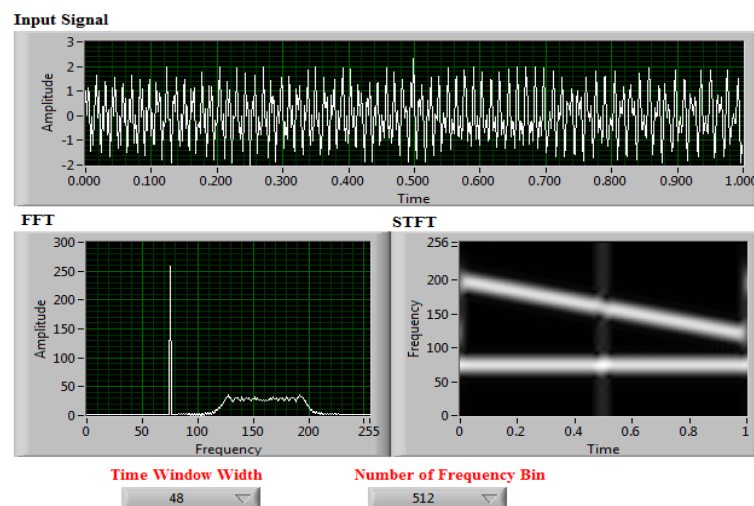 Input Signal
3
2
1
0
-1
-2
Amplitude
0.000 0.100 0.200 0.300 0.400 0.500 0.600 0.700 0.800 0.900 1.000
Time
FFT
300
250
200
150
100
50
0
Amplitude
0 50 100 150 200 255
Frequency
STFT
256
200
150
100
50
0
Frequency
0 0.2 0.4 0.6 0.8 1
Time
Time Window Width
48
Number of Frequency Bin
512